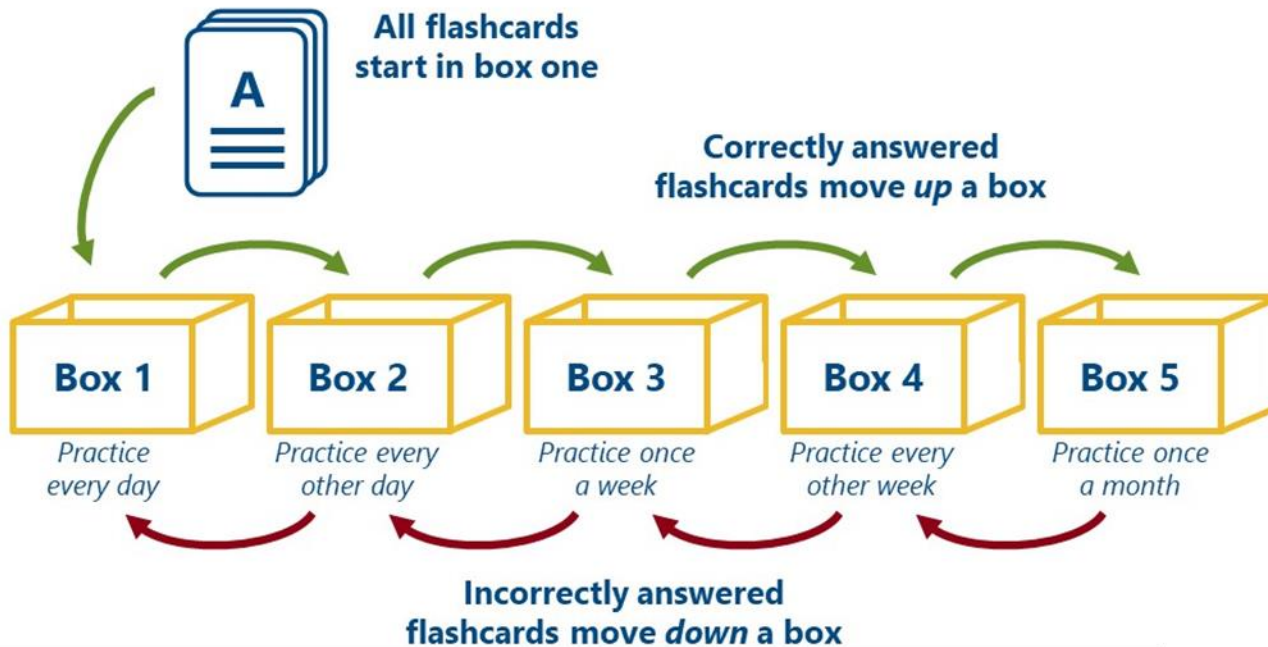 All flashcards
start in box one
A
Correctly answered
flashcards move up a box
Box 1
Practice
every day
Box 2
Practice every
other day
Box 3
Practice once
a week
Box 4
Practice every
other week
Box 5
Practice once
a month
Incorrectly answered
flashcards move down a box